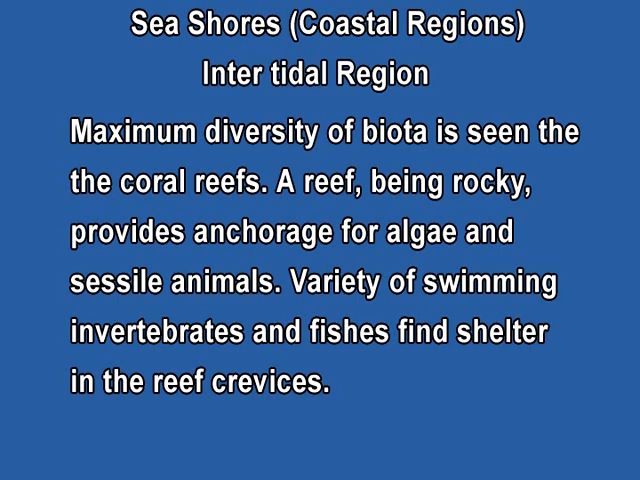 Sea Shores (Coastal Regions)
Inter tidal Region
Maximum diversity of biota is seen the
the coral reefs. A reef, being rocky,
provides anchorage for algae and
sessile animals. Variety of swimming
invertebrates and fishes find shelter
in the reef crevices.